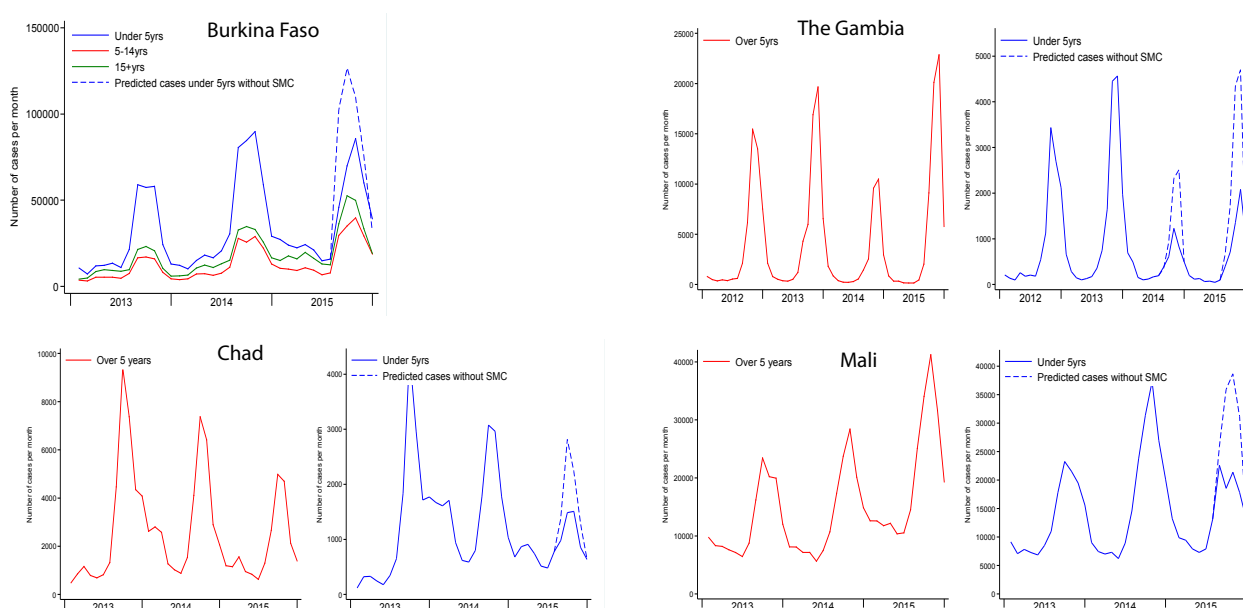 Burkina Faso
Number of cases per month
150000
100000
50000
0
Under 5yrs
5-14yrs
15+yrs
Predicted cases under 5yrs without SMC
2013
2014
2015
The Gambia
Number of cases per month
25000
20000
15000
10000
5000
0
Over 5yrs
2012
2013
2014
2015
Number of cases per month
5000
4000
3000
2000
1000
0
Under 5yrs
Predicted cases without SMC
2012
2013
2014
2015
Chad
Number of cases per month
10000
8000
6000
4000
2000
0
Over 5 years
2013
2014
2015
Number of cases per month
4000
3000
2000
1000
0
Under 5yrs
Predicted cases without SMC
2013
2014
2015
Mali
Number of cases per month
40000
30000
20000
10000
0
Over 5 years
2013
2014
2015
Number of cases per month
40000
35000
30000
25000
20000
15000
10000
5000
0
Under 5yrs
Predicted cases without SMC
2013
2014
2015